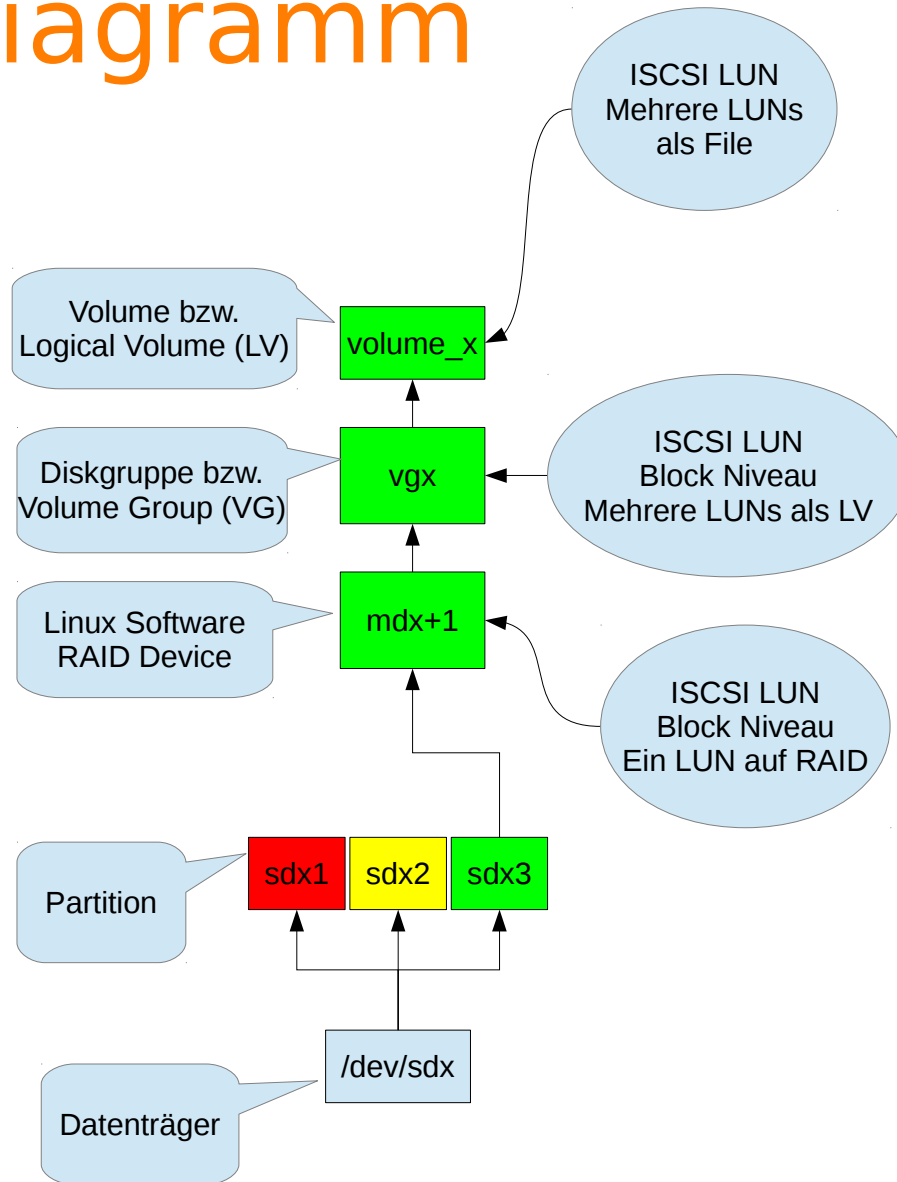 iagramm
ISCSI LUN
Mehrere LUNs
als File
Volume bzw.
Logical Volume (LV)
volume_x
Diskgruppe bzw.
Volume Group (VG)
vgx
ISCSI LUN
Block Niveau
Mehrere LUNs als LV
Linux Software
RAID Device
mdx+1
ISCSI LUN
Block Niveau
Ein LUN auf RAID
Partition
sdx1
sdx2
sdx3
/dev/sdx
Datenträger